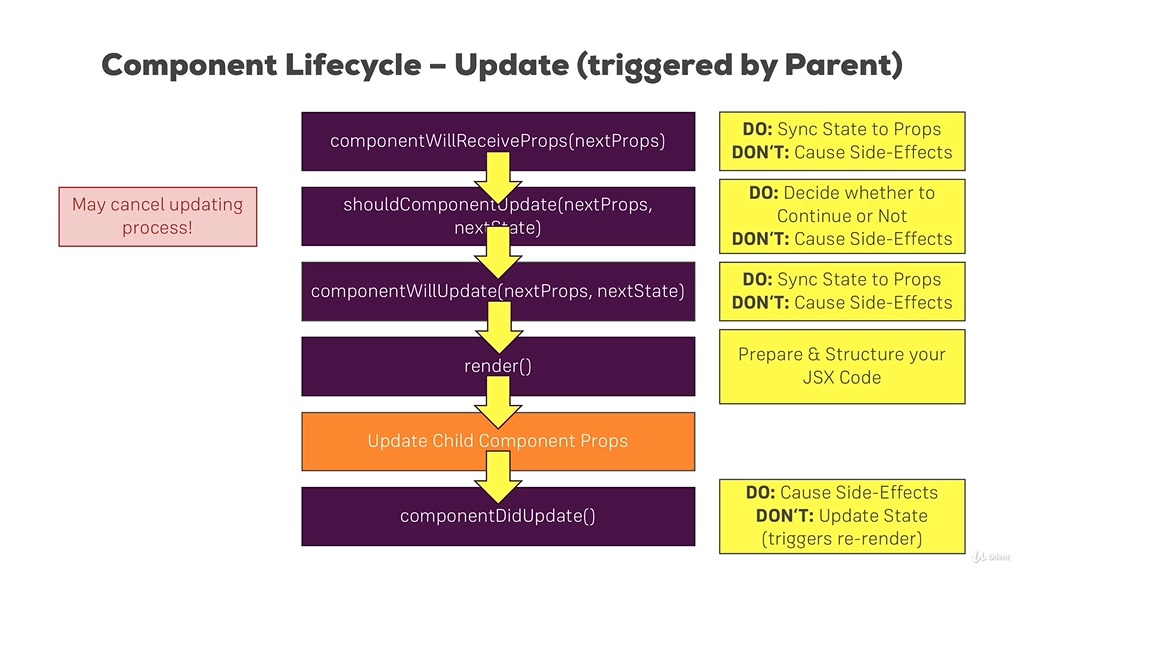 Component Lifecycle – Update (triggered by Parent)
componentWillReceiveProps(nextProps)
DO: Sync State to Props
DON‘T: Cause Side-Effects
May cancel updating
process!
shouldComponentUpdate(nextProps,
nextState)
DO: Decide whether to
Continue or Not
DON‘T: Cause Side-Effects
componentWillUpdate(nextProps, nextState)
DO: Sync State to Props
DON‘T: Cause Side-Effects
render()
Prepare & Structure your
JSX Code
Update Child Component Props
componentDidUpdate()
DO: Cause Side-Effects
DON‘T: Update State
(triggers re-render)
Udemy